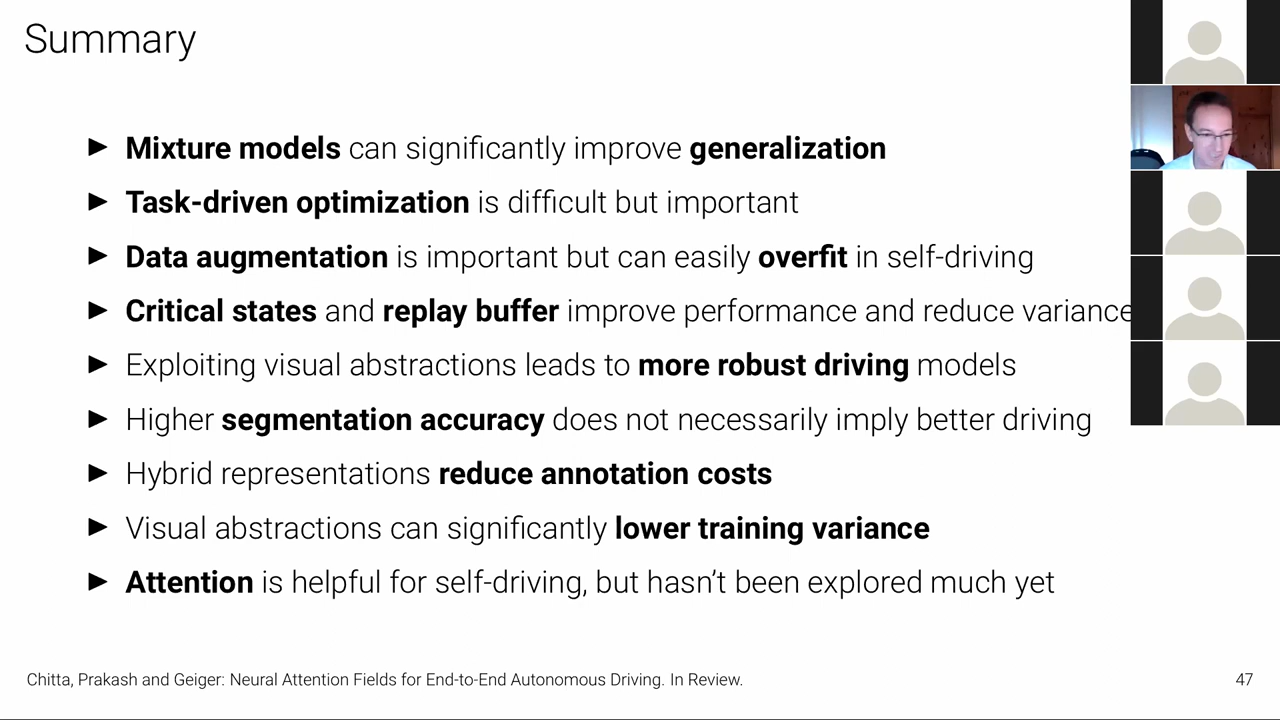 Summary
Mixture models can significantly improve generalization
Task-driven optimization is difficult but important
Data augmentation is important but can easily overfit in self-driving
Critical states and replay buffer improve performance and reduce variance
Exploiting visual abstractions leads to more robust driving models
Higher segmentation accuracy does not necessarily imply better driving
Hybrid representations reduce annotation costs
Visual abstractions can significantly lower training variance
Attention is helpful for self-driving, but hasn't been explored much yet
Chitta, Prakash and Geiger: Neural Attention Fields for End-to-End Autonomous Driving. In Review.
47